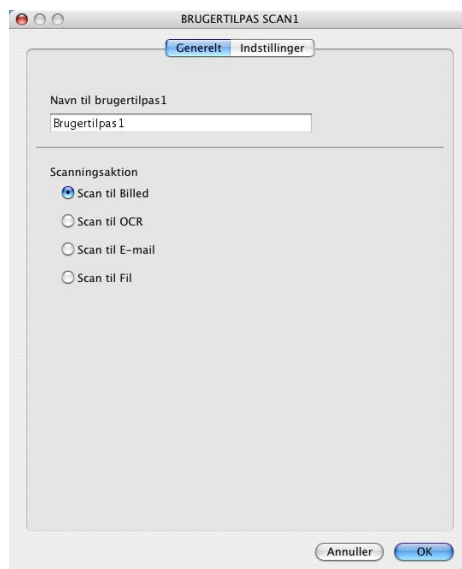 BRUGERTILPAS SCAN1
Generelt Indstillinger
Navn til brugertilpas1
Brugertilpas1
Scanningsaktion
Scan til Billed
Scan til OCR
Scan til E-mail
Scan til Fil
Annuller OK